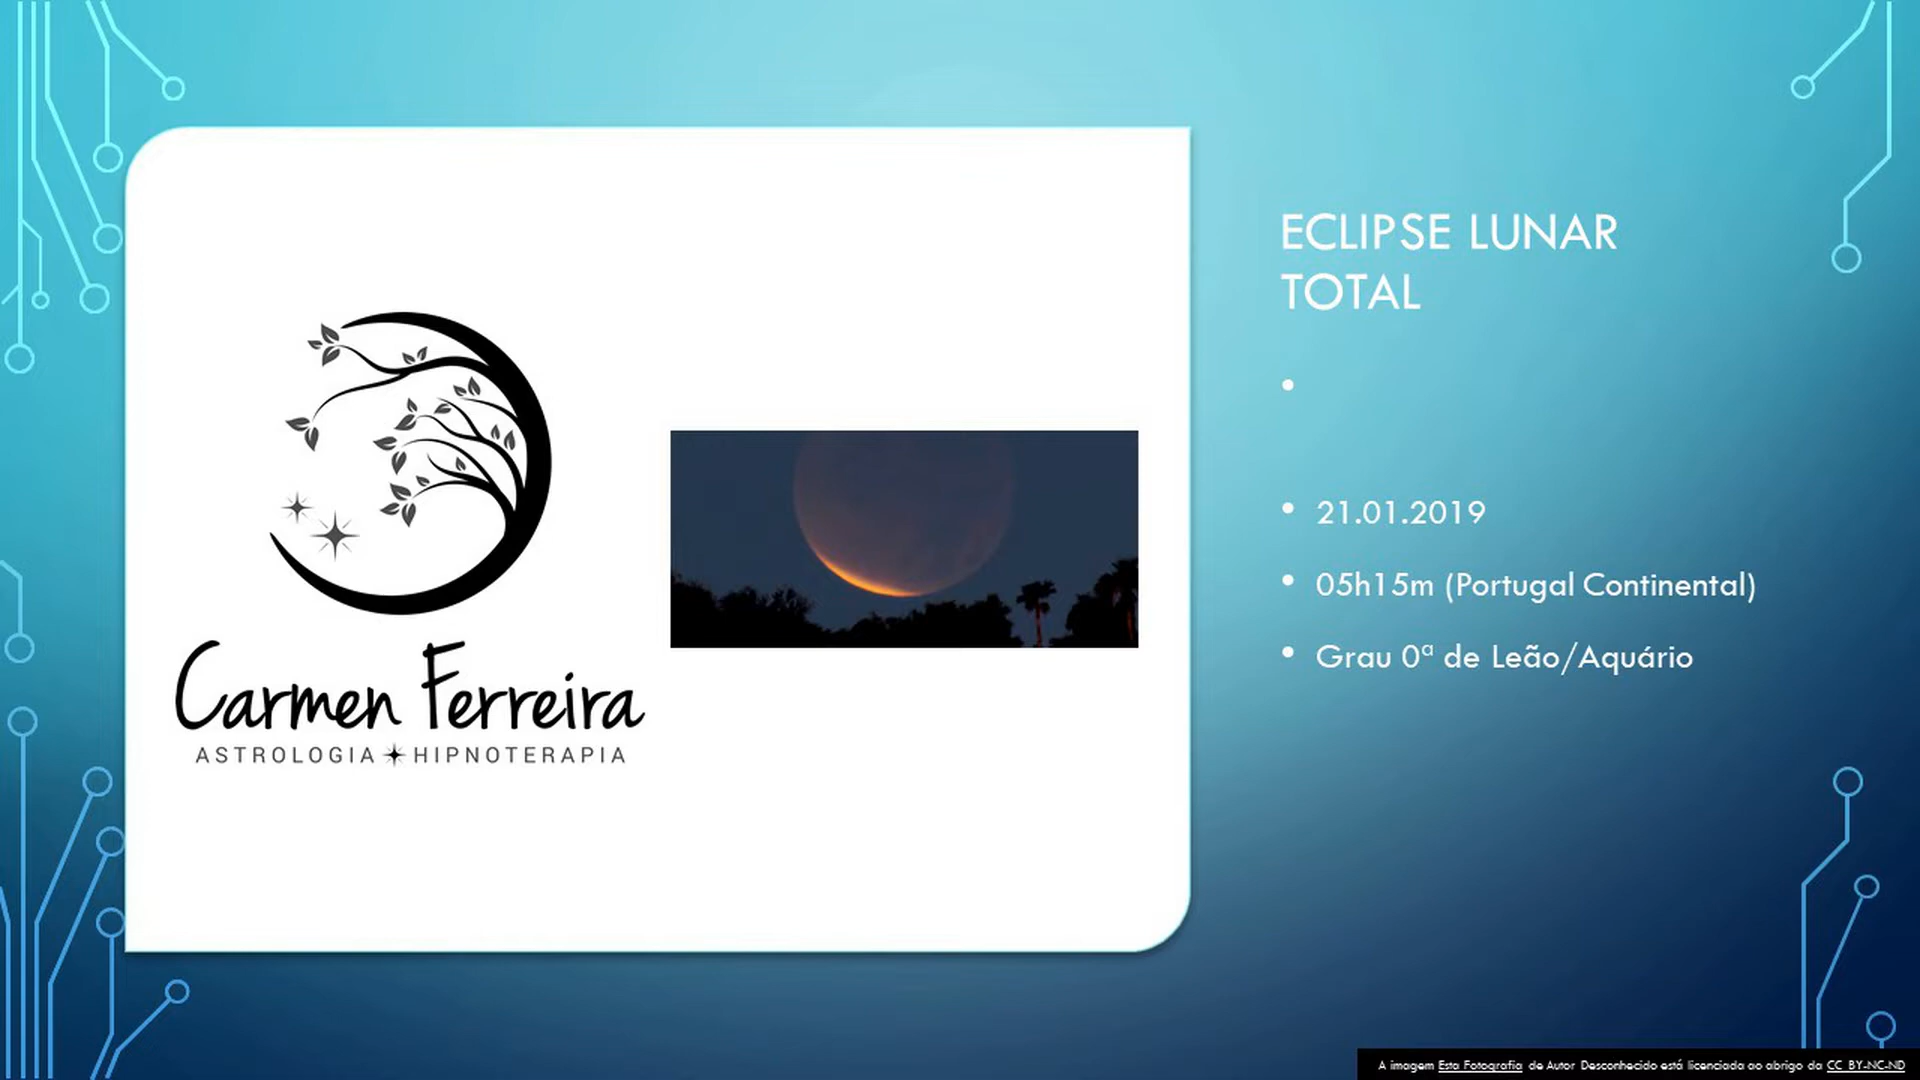 Carmen Ferreira
ASTROLOGIA HIPNOTERAPIA
ECLIPSE LUNAR
TOTAL
21.01.2019
05h15m (Portugal Continental)
Grau 0ª de Leão/Aquário
A imagem Esta Fotografia de Autor Desconhecido está licenciada ao abrigo da CC BY-NC-ND